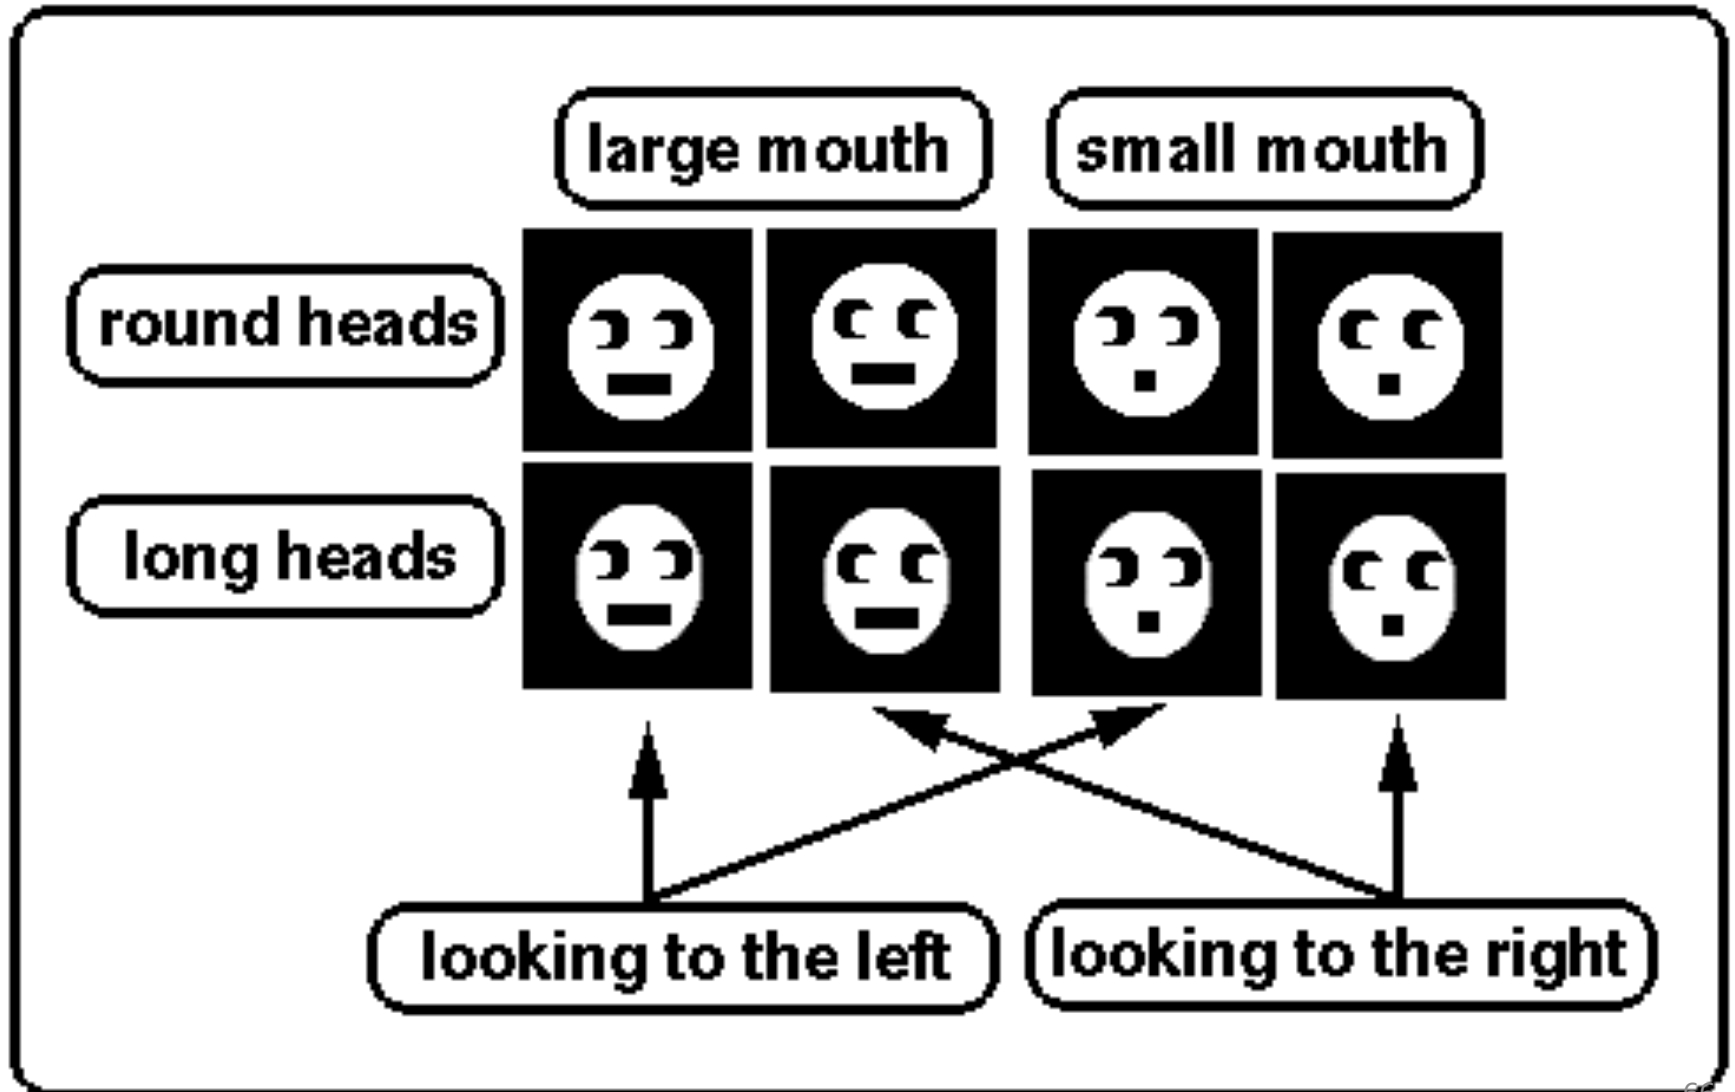 large mouth
small mouth
round heads
long heads
looking to the left
looking to the right